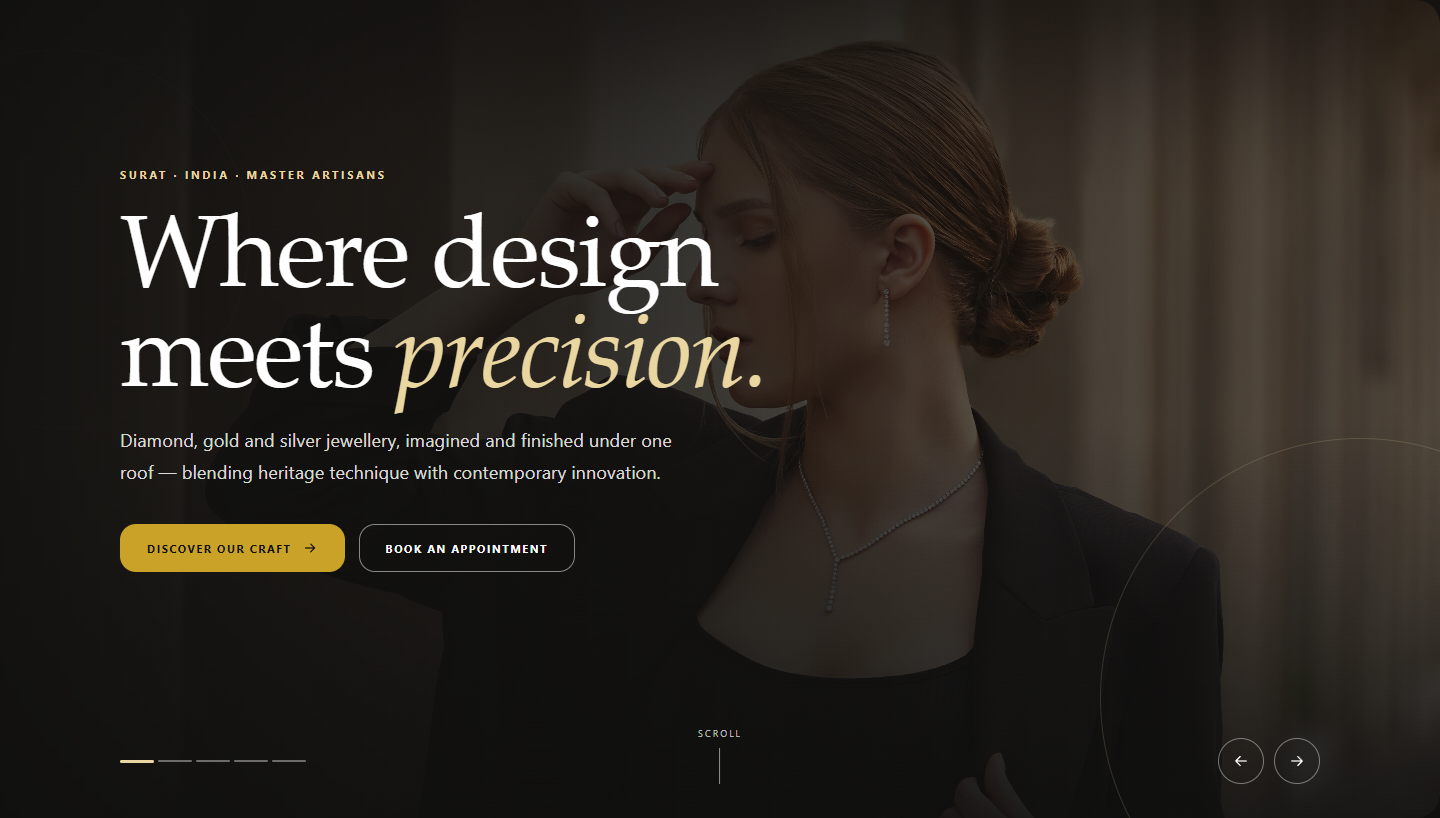 SURAT · INDIA · MASTER ARTISANS
Where design
meets precision.
Diamond, gold and silver jewellery, imagined and finished under one
roof — blending heritage technique with contemporary innovation.
DISCOVER OUR CRAFT →
BOOK AN APPOINTMENT
SCROLL